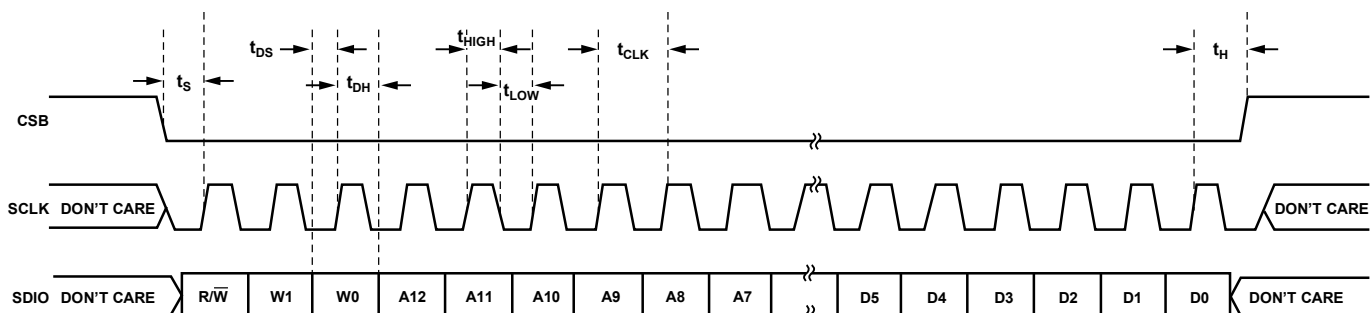 tDS tHIGH tCLK tH
tS tDH tLOW
CSB
SCLK DON'T CARE DON'T CARE
SDIO DON'T CARE R/W̅ W1 W0 A12 A11 A10 A9 A8 A7 D5 D4 D3 D2 D1 D0 DON'T CARE